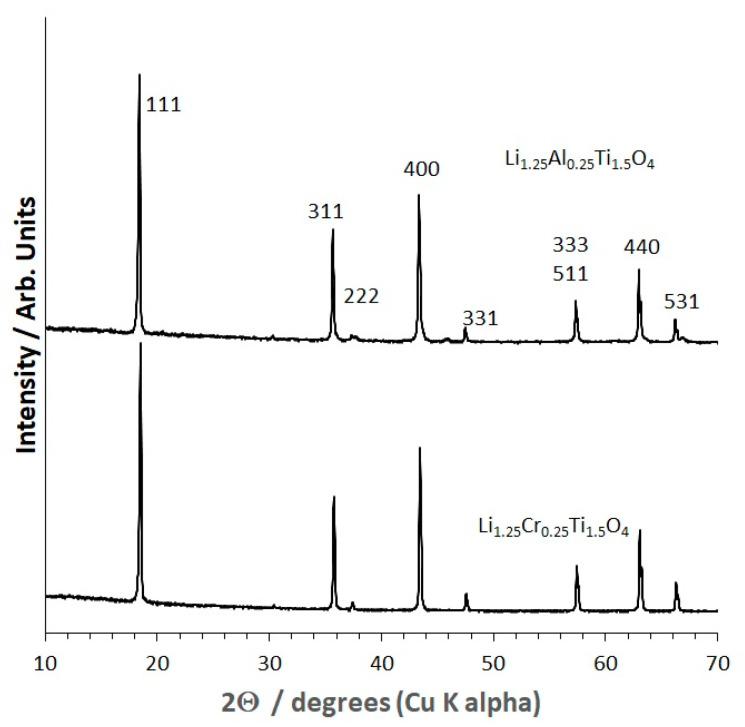 111
Li1.25Al0.25Ti1.5O4
400
311
333
440
511
222
531
331
Intensity / Arb. Units
Li1.25Cr0.25Ti1.5O4
10 20 30 40 50 60 70
2Θ / degrees (Cu K alpha)